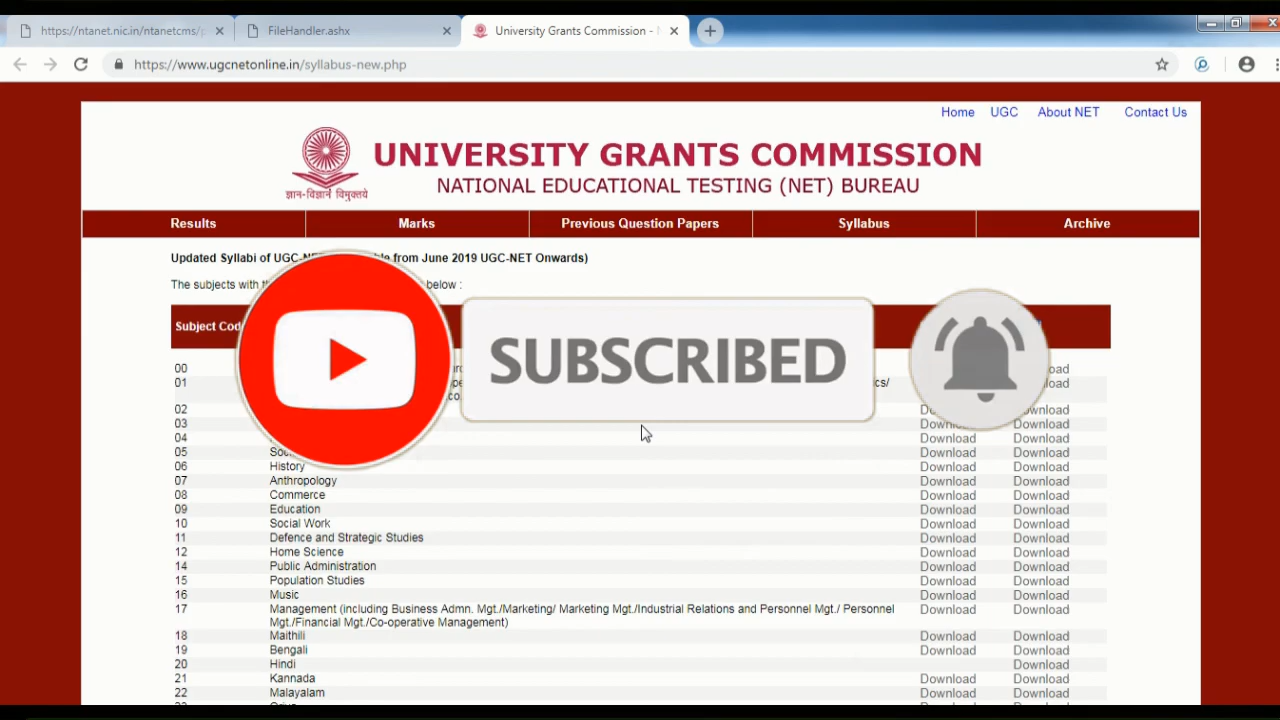 https://ntanet.nic.in/ntanetcms/
FileHandler.ashx
University Grants Commission -
https://www.ugcnetonline.in/syllabus-new.php
Home UGC About NET Contact Us
UNIVERSITY GRANTS COMMISSION
ज्ञान-विज्ञानं विमुक्तये
NATIONAL EDUCATIONAL TESTING (NET) BUREAU
Results Marks Previous Question Papers Syllabus Archive
Updated Syllabi of from June 2019 UGC-NET Onwards)
The subjects with below :
Subject
SUBSCRIBED
00
01
02
03 Download
04 Download Download
05 Download Download
06 History Download Download
07 Anthropology Download Download
08 Commerce Download Download
09 Education Download Download
10 Social Work Download Download
11 Defence and Strategic Studies Download Download
12 Home Science Download Download
14 Public Administration Download Download
15 Population Studies Download Download
16 Music Download Download
17 Management (including Business Admn. Mgt./Marketing/ Marketing Mgt./Industrial Relations and Personnel Mgt./ Personnel Download Download
Mgt./Financial Mgt./Co-operative Management)
18 Maithili Download Download
19 Bengali Download Download
20 Hindi Download
21 Kannada Download Download
22 Malayalam Download Download